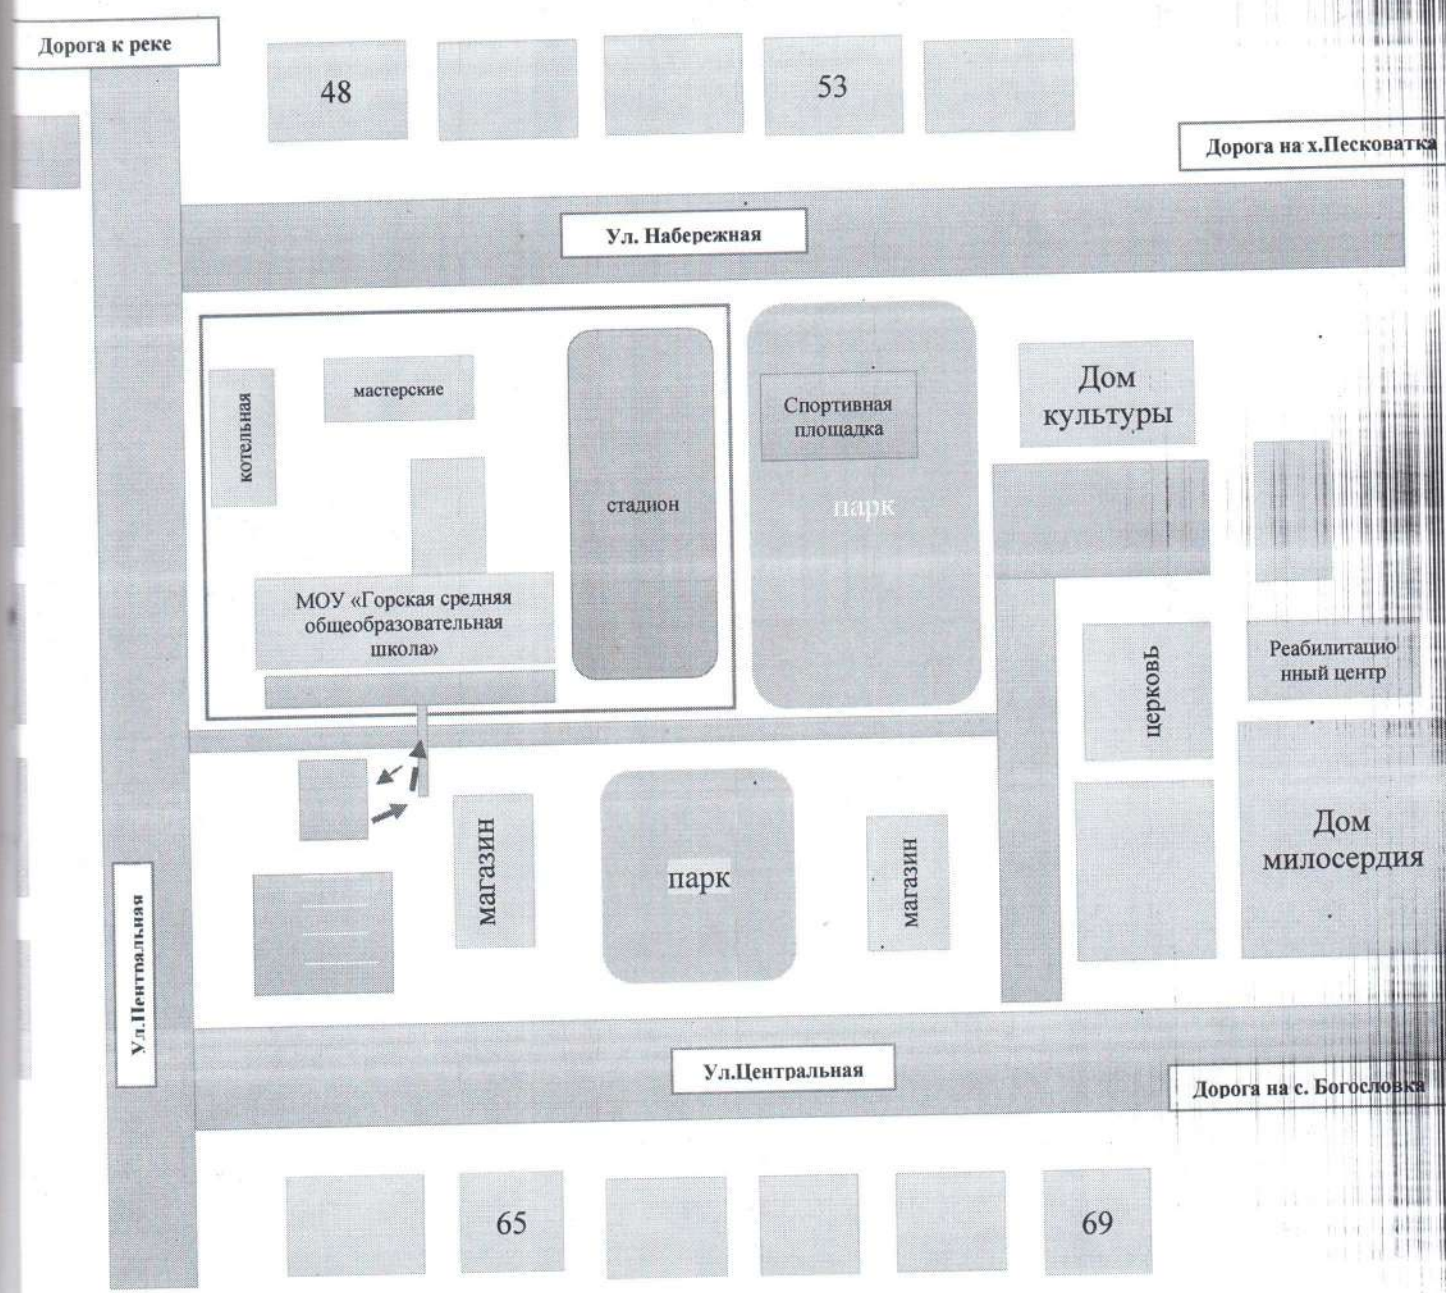 Дорога к реке
48
53
Дорога на х.Песковатка
Ул. Набережная
котельная
мастерские
стадион
Спортивная
площадка
парк
Дом
культуры
МОУ «Горская средняя
общеобразовательная
школа»
церковЬ
Реабилитацио
нный центр
магазин
парк
магазин
Дом
милосердия
Ул.Центральная
Ул.Центральная
Дорога на с. Богословка
65
69